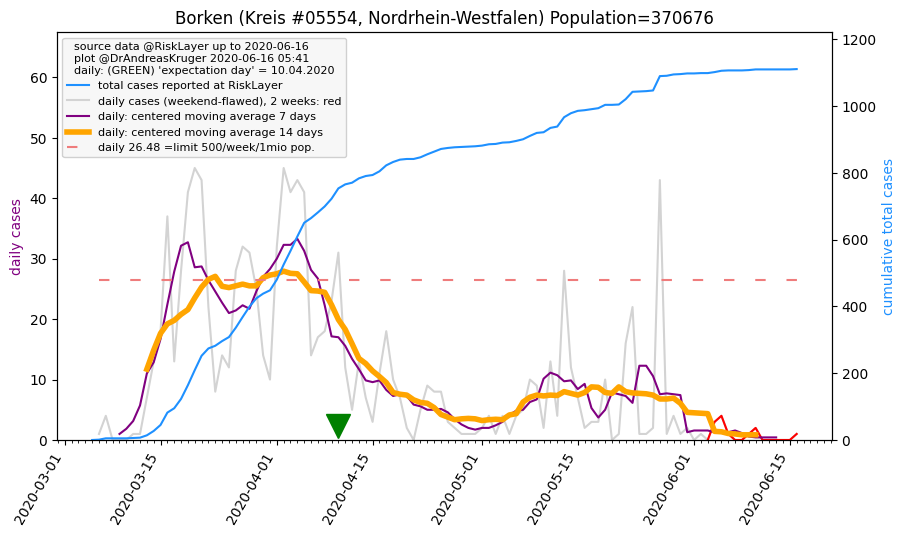 Borken (Kreis #05554, Nordrhein-Westfalen) Population=370676
source data @RiskLayer up to 2020-06-16
plot @DrAndreasKruger 2020-06-16 05:41
daily: (GREEN) 'expectation day' = 10.04.2020
total cases reported at RiskLayer
daily cases (weekend-flawed), 2 weeks: red
daily: centered moving average 7 days
daily: centered moving average 14 days
daily 26.48 =limit 500/week/1mio pop.
daily cases
60
50
40
30
20
10
0
1200
1000
800
600
400
200
0
cumulative total cases
2020-03-01
2020-03-15
2020-04-01
2020-04-15
2020-05-01
2020-05-15
2020-06-01
2020-06-15